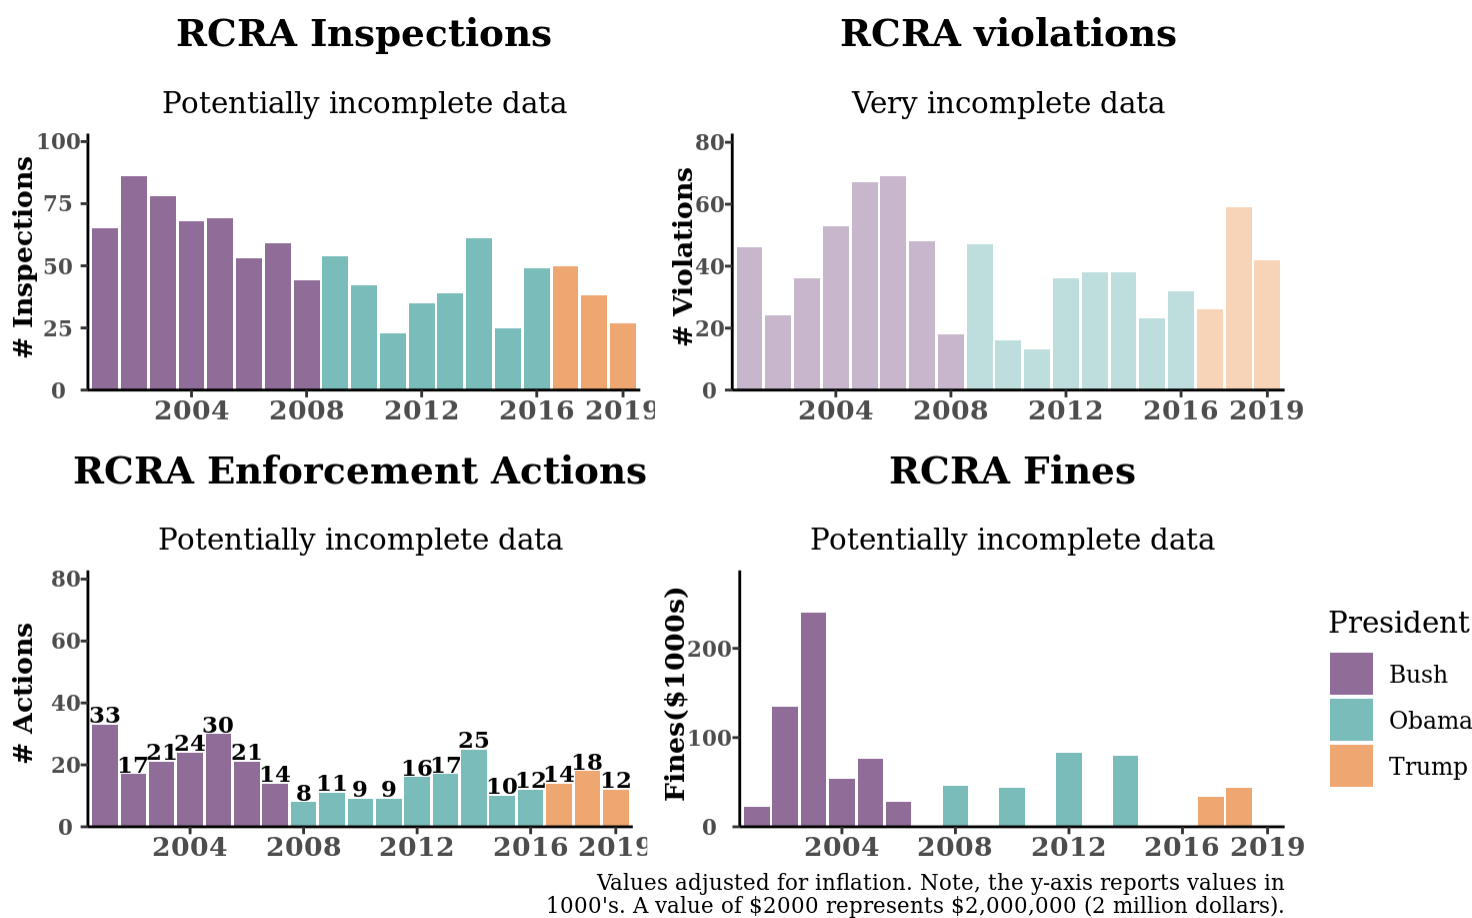 RCRA Inspections
Potentially incomplete data
# Inspections
100
75
50
25
0
2004 2008 2012 2016 2019
RCRA violations
Very incomplete data
# Violations
80
60
40
20
0
2004 2008 2012 2016 2019
RCRA Enforcement Actions
Potentially incomplete data
# Actions
80
60
40
20
0
33 17 21 24 30 21 14 8 11 9 9 16 17 25 10 12 14 18 12
2004 2008 2012 2016 2019
RCRA Fines
Potentially incomplete data
Fines($1000s)
200
100
0
2004 2008 2012 2016 2019
President
Bush
Obama
Trump
Values adjusted for inflation. Note, the y-axis reports values in
1000's. A value of $2000 represents $2,000,000 (2 million dollars).